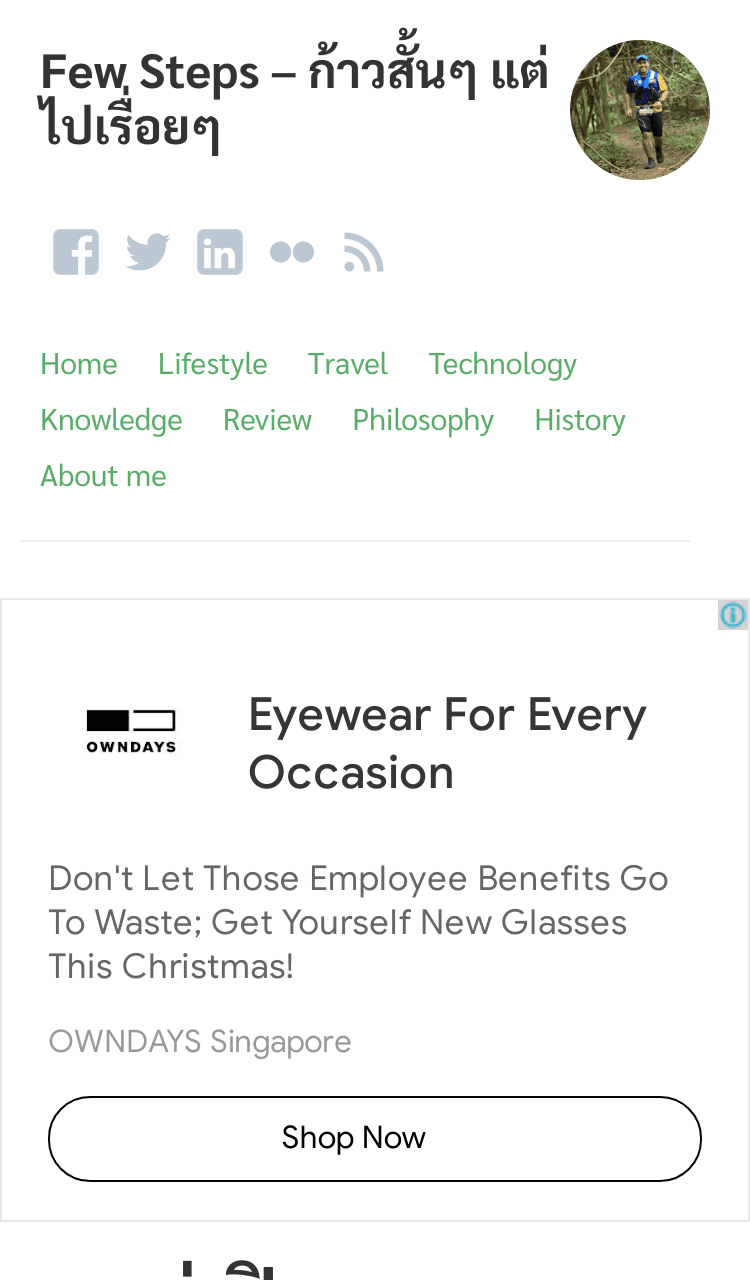 Few Steps – ก้าวสั้นๆ แต่
ไปเรื่อยๆ
Home Lifestyle Travel Technology
Knowledge Review Philosophy History
About me
OWNDAYS
Eyewear For Every
Occasion
Don't Let Those Employee Benefits Go
To Waste; Get Yourself New Glasses
This Christmas!
OWNDAYS Singapore
Shop Now